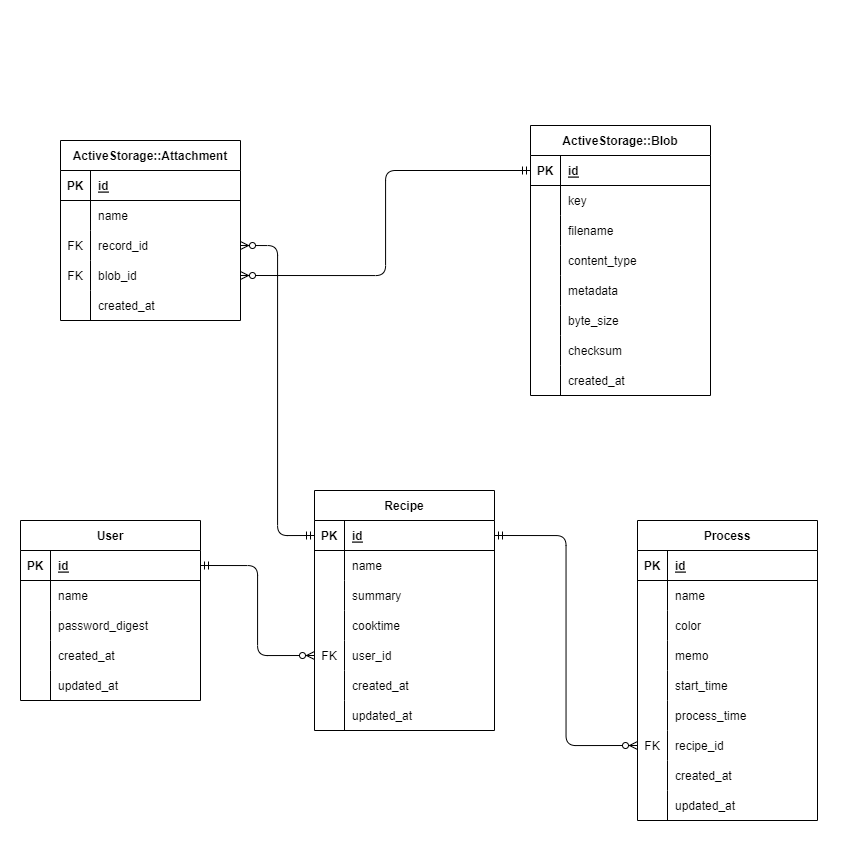 ActiveStorage::Attachment
PK id
name
FK record_id
FK blob_id
created_at
ActiveStorage::Blob
PK id
key
filename
content_type
metadata
byte_size
checksum
created_at
User
PK id
name
password_digest
created_at
updated_at
Recipe
PK id
name
summary
cooktime
FK user_id
created_at
updated_at
Process
PK id
name
color
memo
start_time
process_time
FK recipe_id
created_at
updated_at